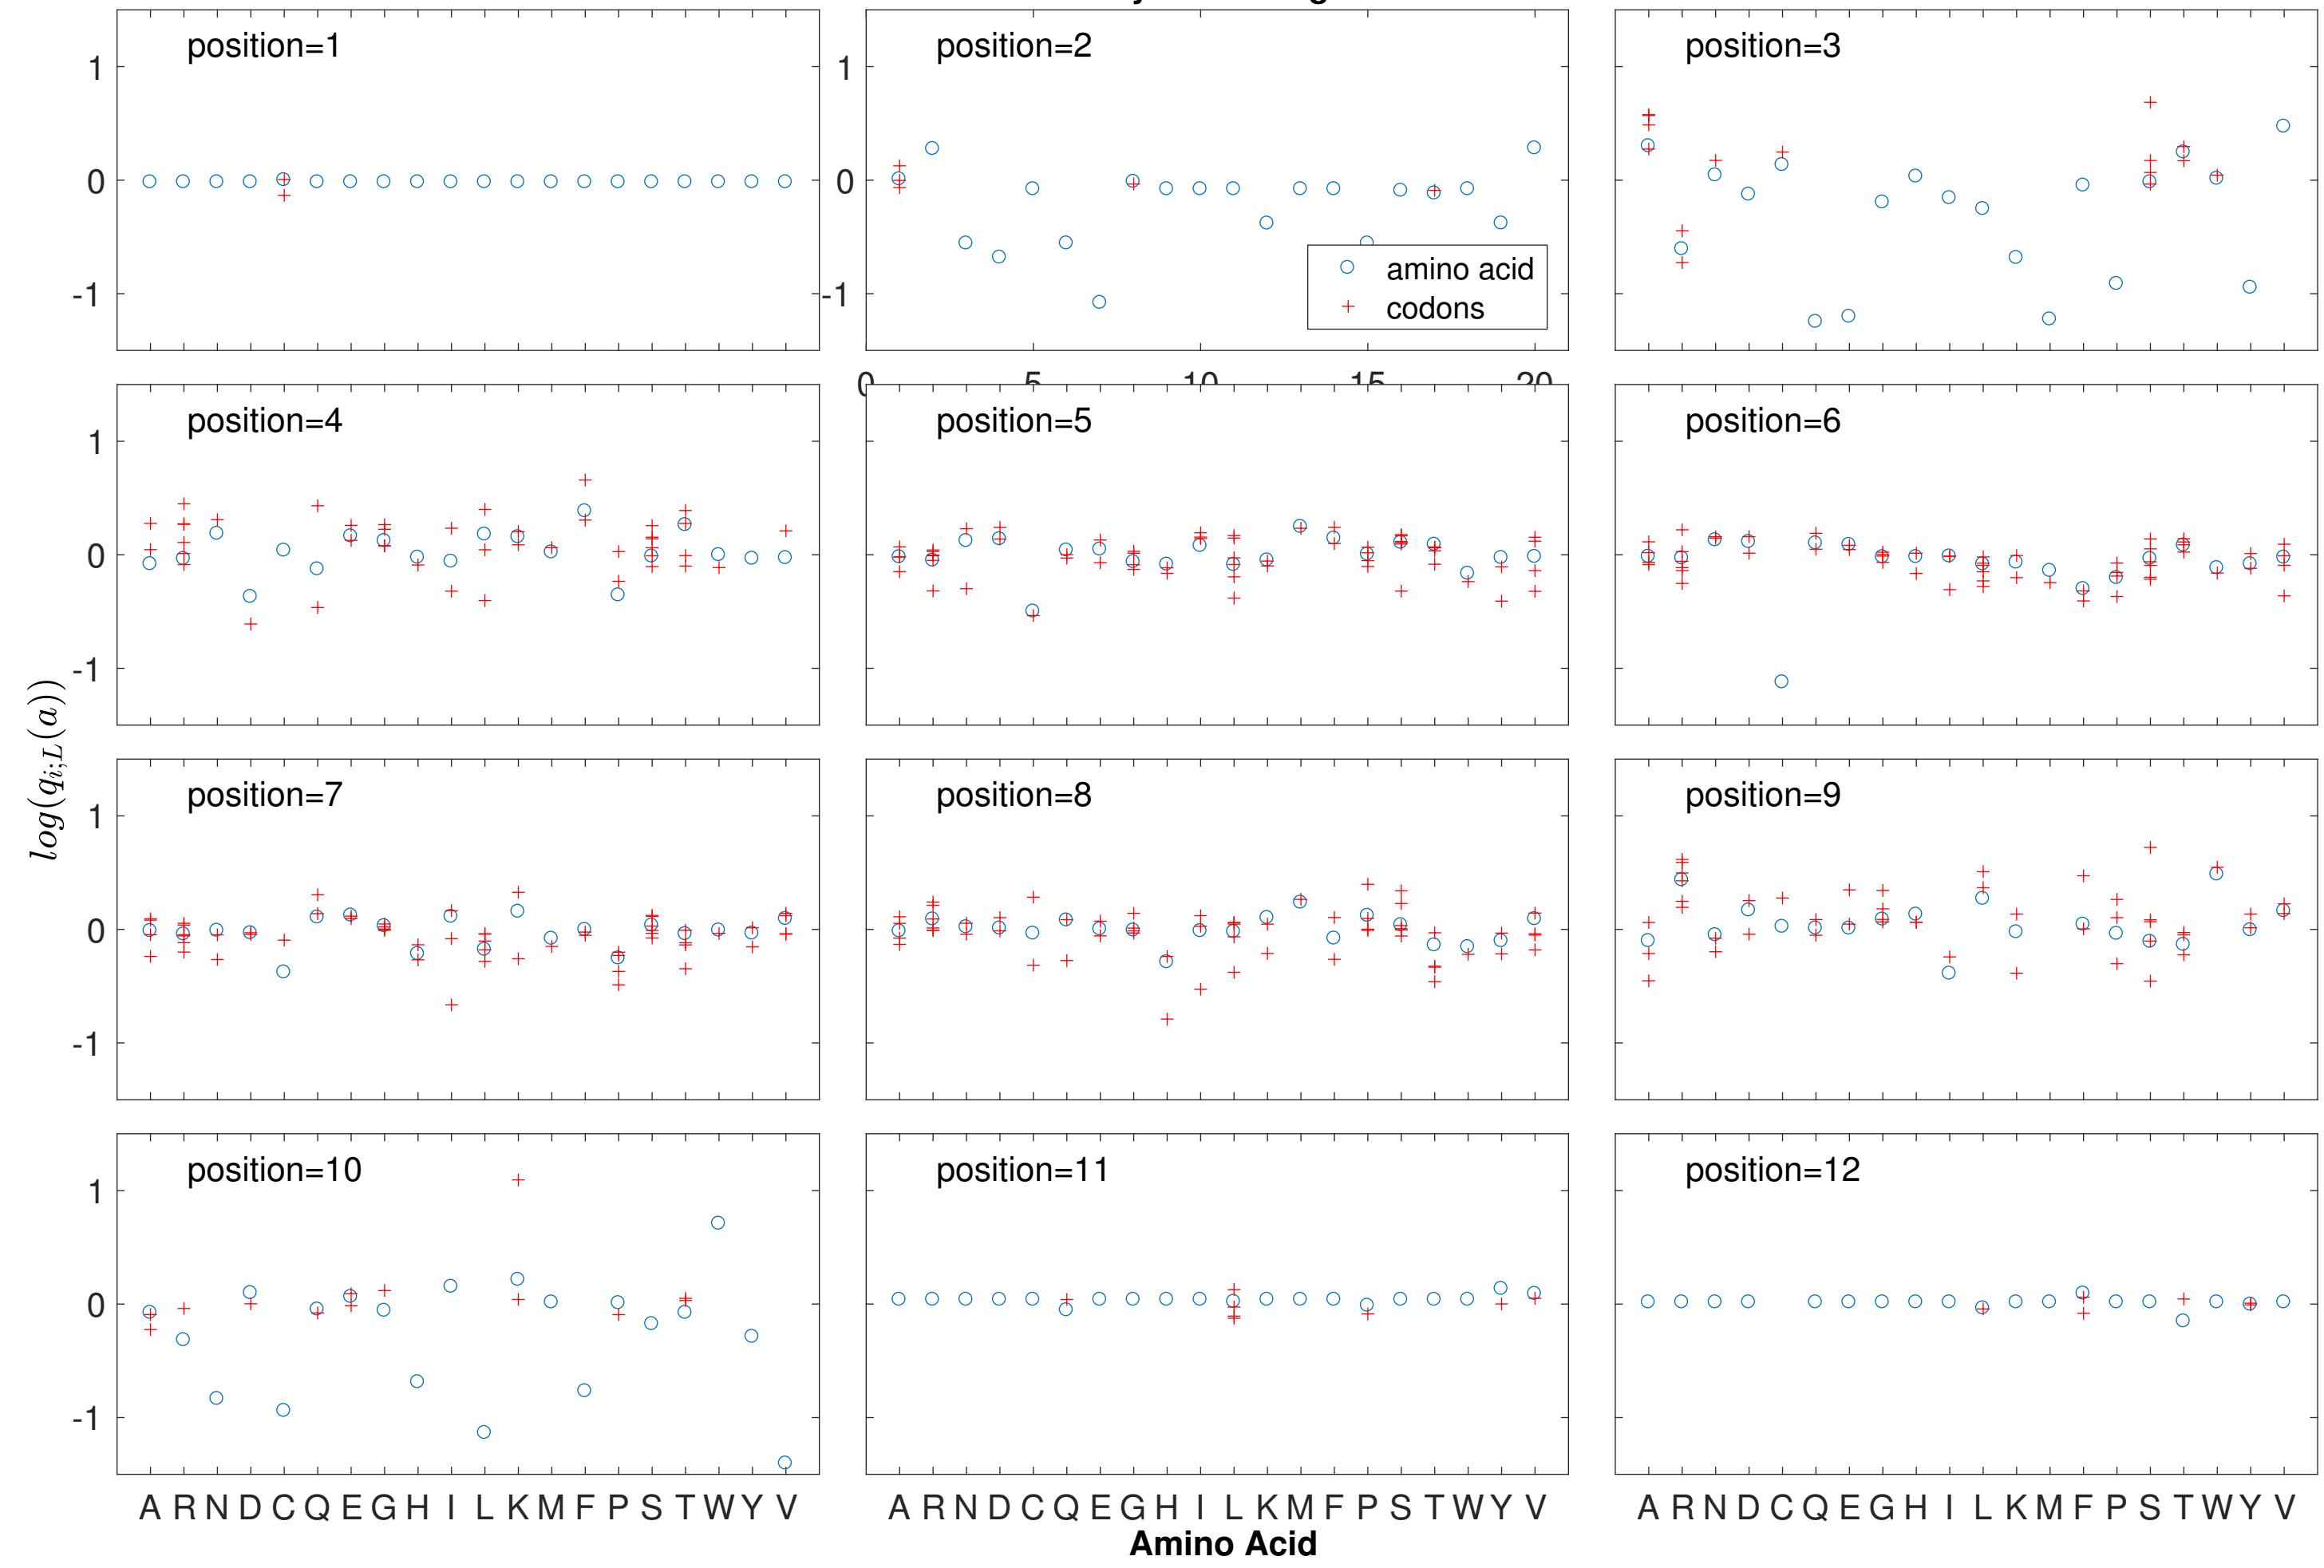 position=1
position=2
position=3
1
0
-1
1
0
-1
amino acid
codons
0 5 10 15 20
position=4
position=5
position=6
1
0
-1
log(q_{i;L}(a))
position=7
position=8
position=9
1
0
-1
position=10
position=11
position=12
1
0
-1
A R N D C Q E G H I L K M F P S T W Y V
A R N D C Q E G H I L K M F P S T W Y V
A R N D C Q E G H I L K M F P S T W Y V
Amino Acid